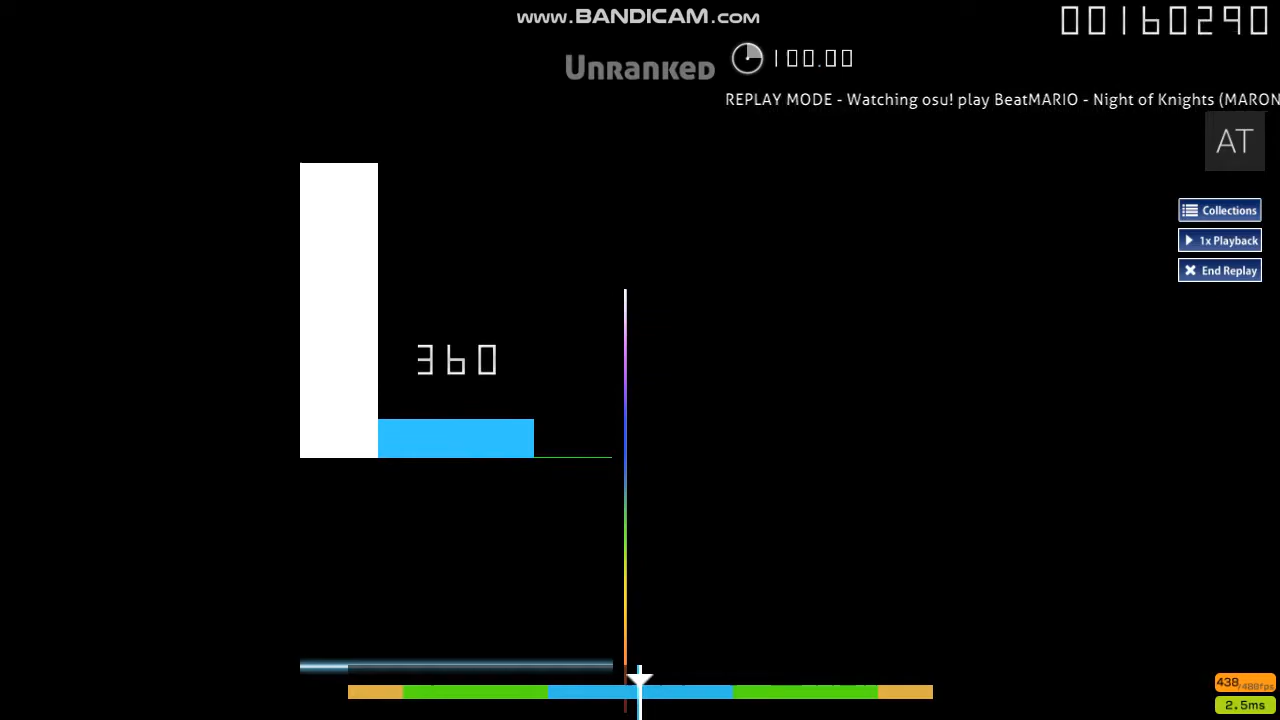 www.BANDICAM.com
00160290
Unranked
100.00
REPLAY MODE - Watching osu! play BeatMARIO - Night of Knights (MARON
AT
Collections
1x Playback
End Replay
360
438/480fps
2.5ms